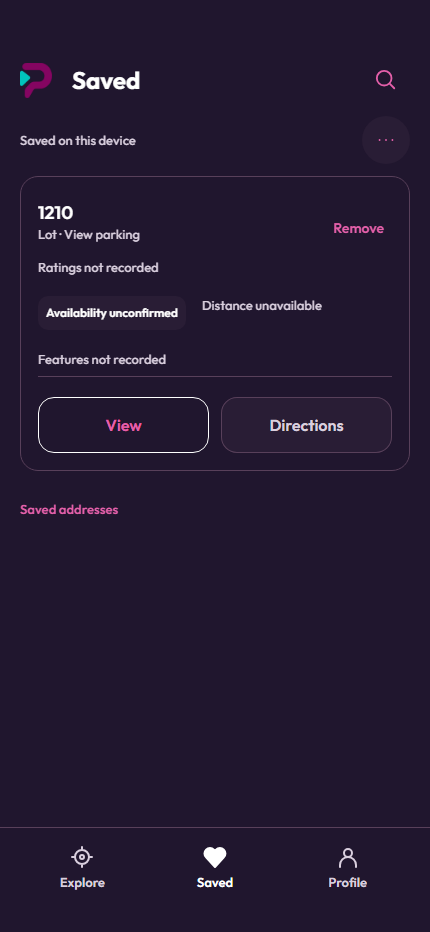 Saved
Saved on this device
...
1210
Lot · View parking
Remove
Ratings not recorded
Availability unconfirmed
Distance unavailable
Features not recorded
View
Directions
Saved addresses
Explore
Saved
Profile